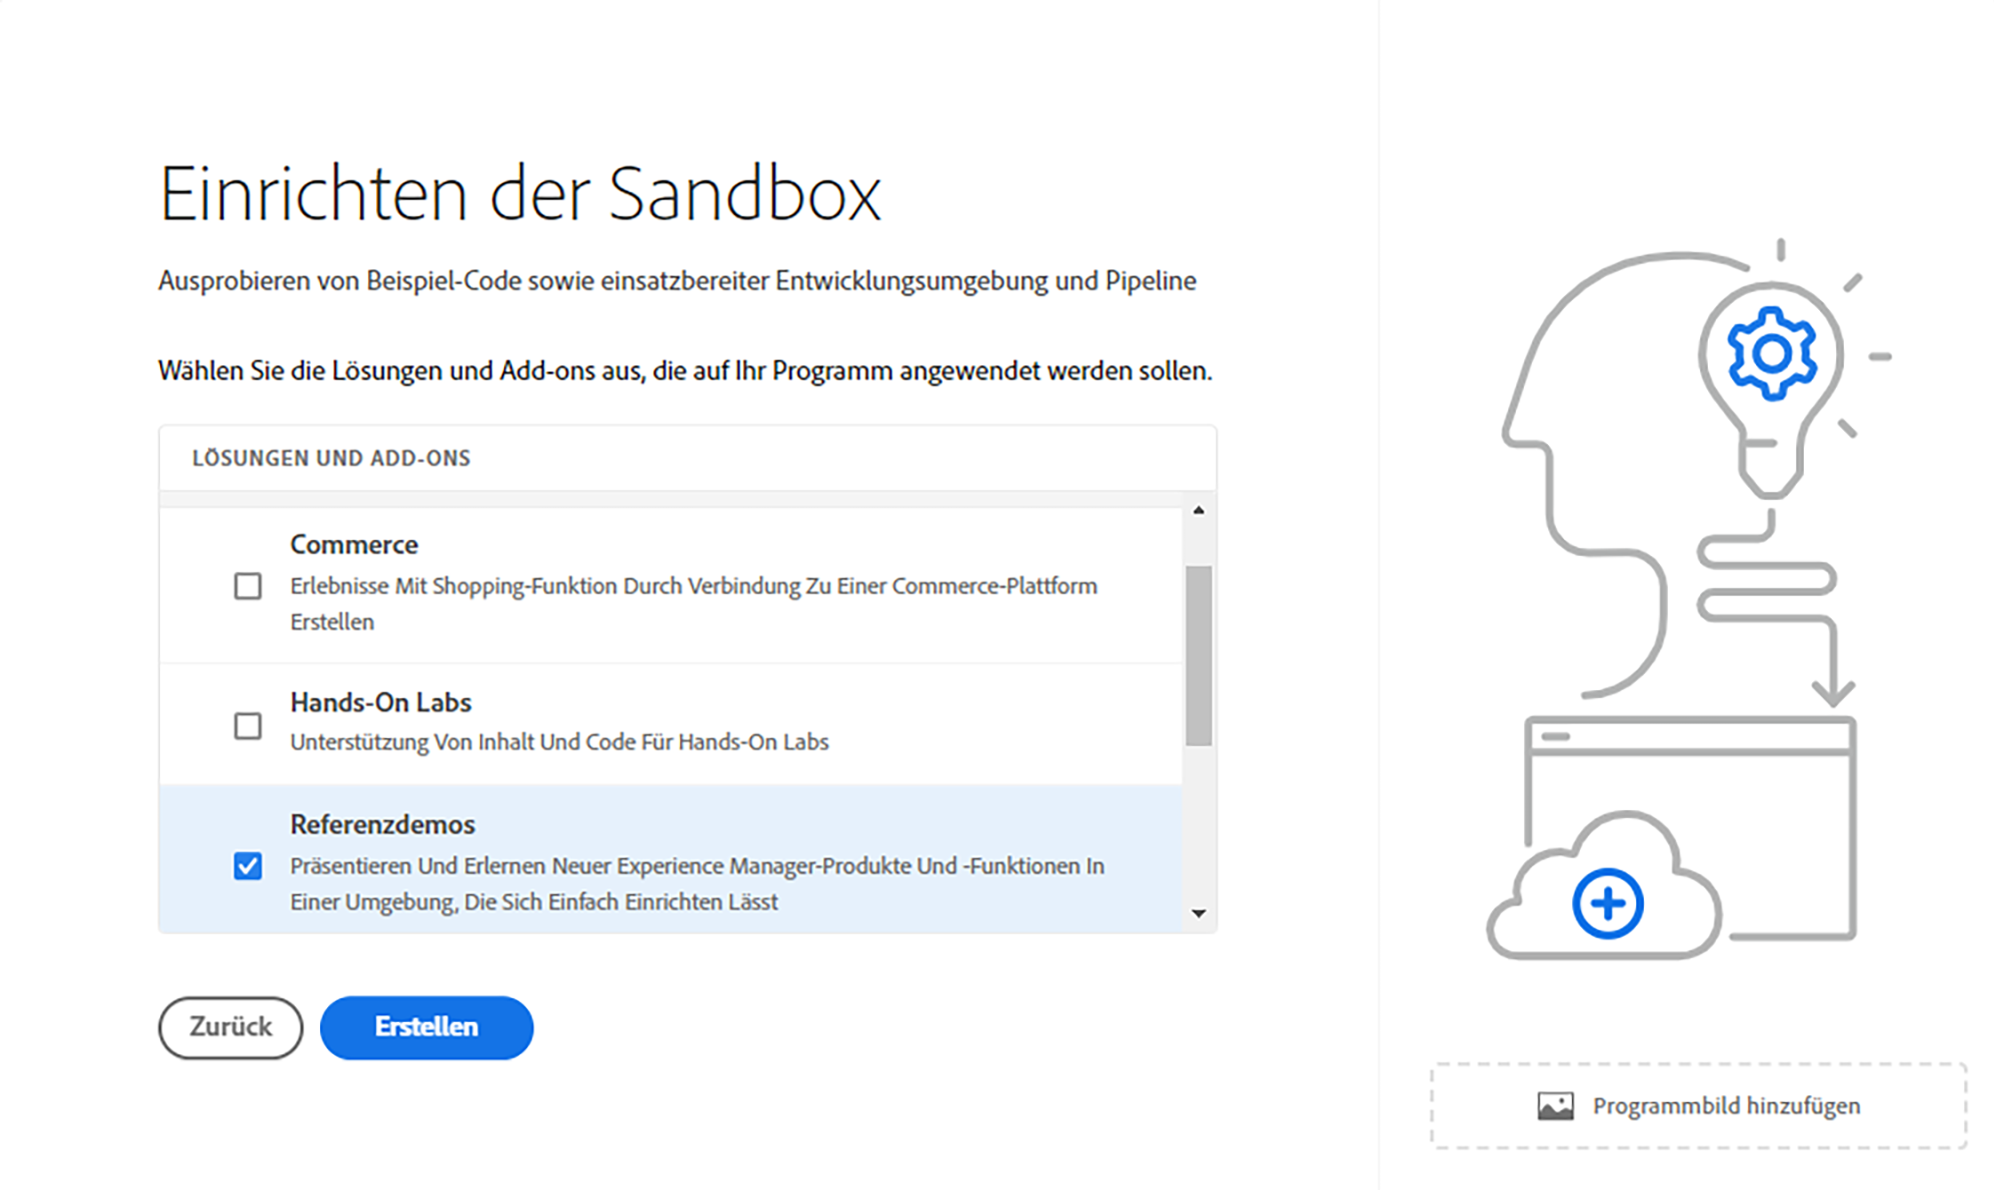 Einrichten der Sandbox
Ausprobieren von Beispiel-Code sowie einsatzbereiter Entwicklungsumgebung und Pipeline
Wählen Sie die Lösungen und Add-ons aus, die auf Ihr Programm angewendet werden sollen.
LÖSUNGEN UND ADD-ONS
Commerce
Erlebnisse Mit Shopping-Funktion Durch Verbindung Zu Einer Commerce-Plattform
Erstellen
Hands-On Labs
Unterstützung Von Inhalt Und Code Für Hands-On Labs
Referenzdemos
Präsentieren Und Erlernen Neuer Experience Manager-Produkte Und -Funktionen In
Einer Umgebung, Die Sich Einfach Einrichten Lässt
Zurück
Erstellen
Programmbild hinzufügen